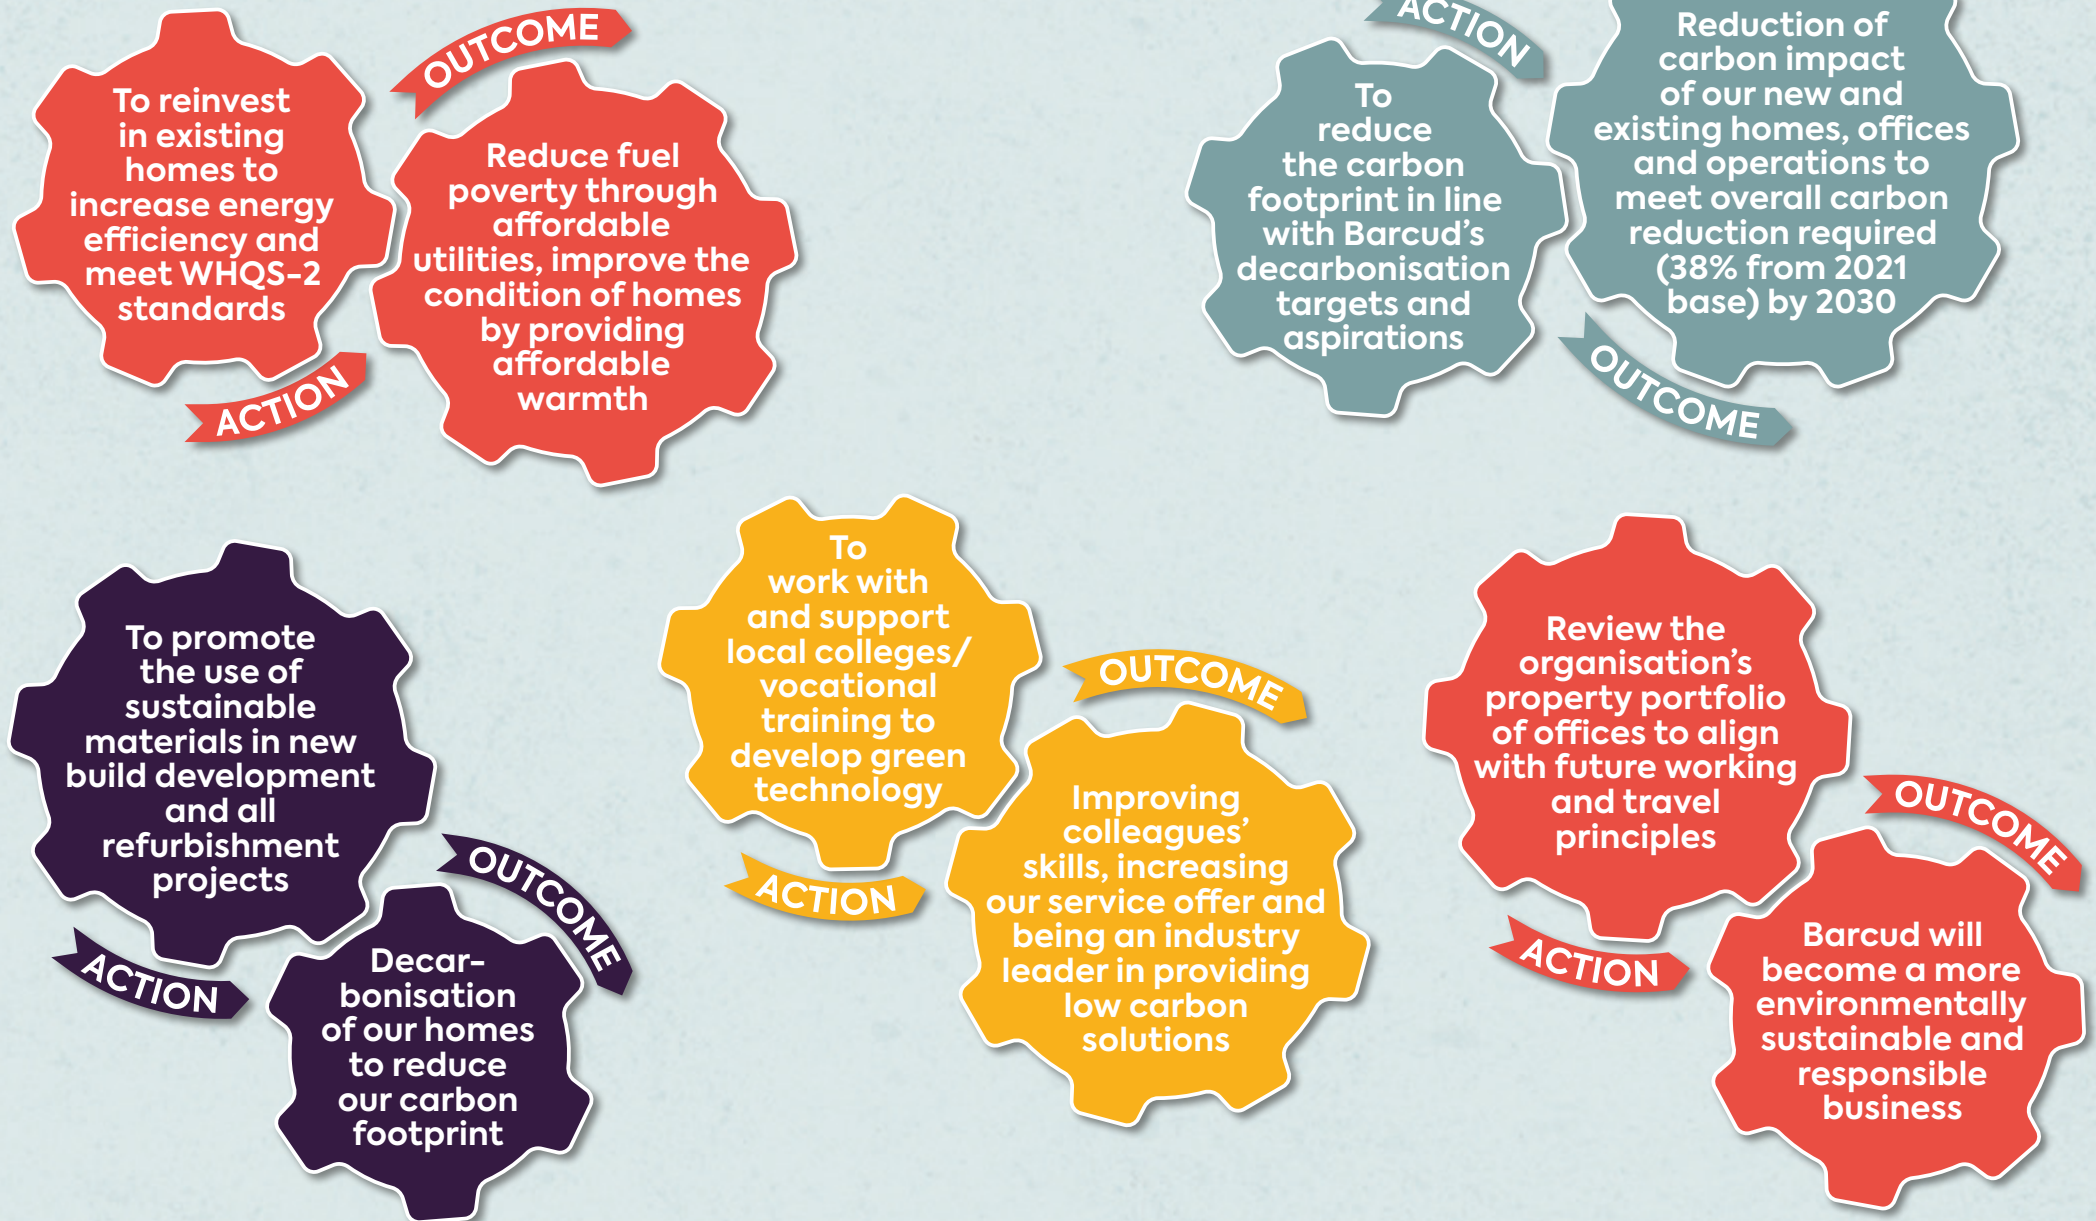 To reinvest
in existing
homes to
increase energy
efficiency and
meet WHQS-2
standards
ACTION
OUTCOME
Reduce fuel
poverty through
affordable
utilities, improve the
condition of homes
by providing
affordable
warmth
ACTION
To
reduce
the carbon
footprint in line
with Barcud's
decarbonisation
targets and
aspirations
Reduction of
carbon impact
of our new and
existing homes, offices
and operations to
meet overall carbon
reduction required
(38% from 2021
base) by 2030
OUTCOME
To promote
the use of
sustainable
materials in new
build development
and all
refurbishment
projects
ACTION
OUTCOME
Decar-
bonisation
of our homes
to reduce
our carbon
footprint
To
work with
and support
local colleges/
vocational
training to
develop green
technology
ACTION
OUTCOME
Improving
colleagues'
skills, increasing
our service offer and
being an industry
leader in providing
low carbon
solutions
Review the
organisation's
property portfolio
of offices to align
with future working
and travel
principles
ACTION
OUTCOME
Barcud will
become a more
environmentally
sustainable and
responsible
business